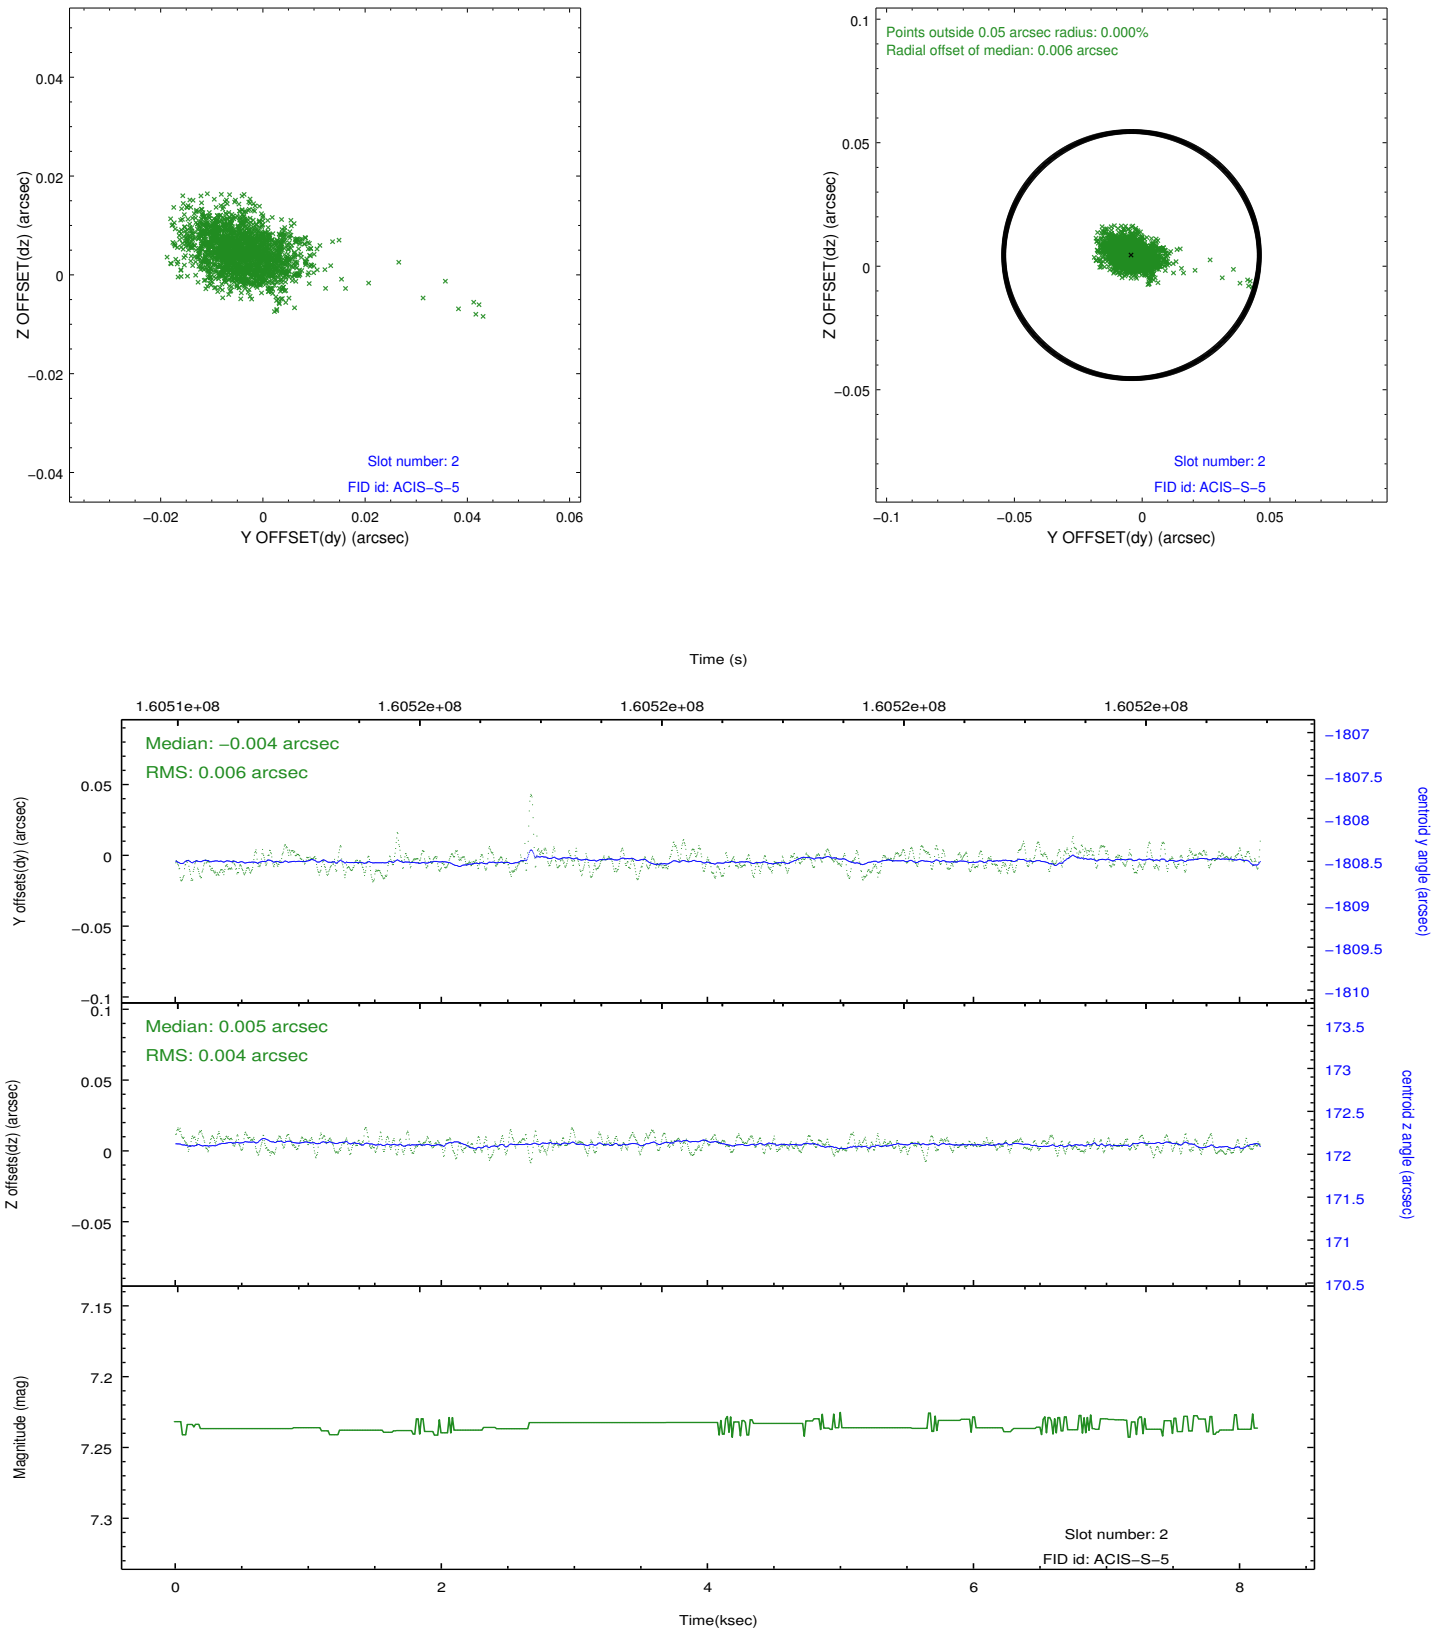 0.04
0.02
0
−0.02
−0.04
Z OFFSET(dz) (arcsec)
Slot number: 2
FID id: ACIS−S−5
−0.02
0
0.02
0.04
0.06
Y OFFSET(dy) (arcsec)
0.1
0.05
0
−0.05
Z OFFSET(dz) (arcsec)
Points outside 0.05 arcsec radius: 0.000%
Radial offset of median: 0.006 arcsec
Slot number: 2
FID id: ACIS−S−5
−0.1
−0.05
0
0.05
Y OFFSET(dy) (arcsec)
Time (s)
1.6051e+08
1.6052e+08
1.6052e+08
1.6052e+08
1.6052e+08
Median: −0.004 arcsec
RMS: 0.006 arcsec
0.05
0
−0.05
−0.1
Y offsets(dy) (arcsec)
−1807
−1807.5
−1808
−1808.5
−1809
−1809.5
−1810
centroid y angle (arcsec)
Median: 0.005 arcsec
RMS: 0.004 arcsec
0.1
0.05
0
−0.05
Z offsets(dz) (arcsec)
173.5
173
172.5
172
171.5
171
170.5
centroid z angle (arcsec)
7.15
7.2
7.25
7.3
Magnitude (mag)
Slot number: 2
FID id: ACIS−S−5
0
2
4
6
8
Time(ksec)